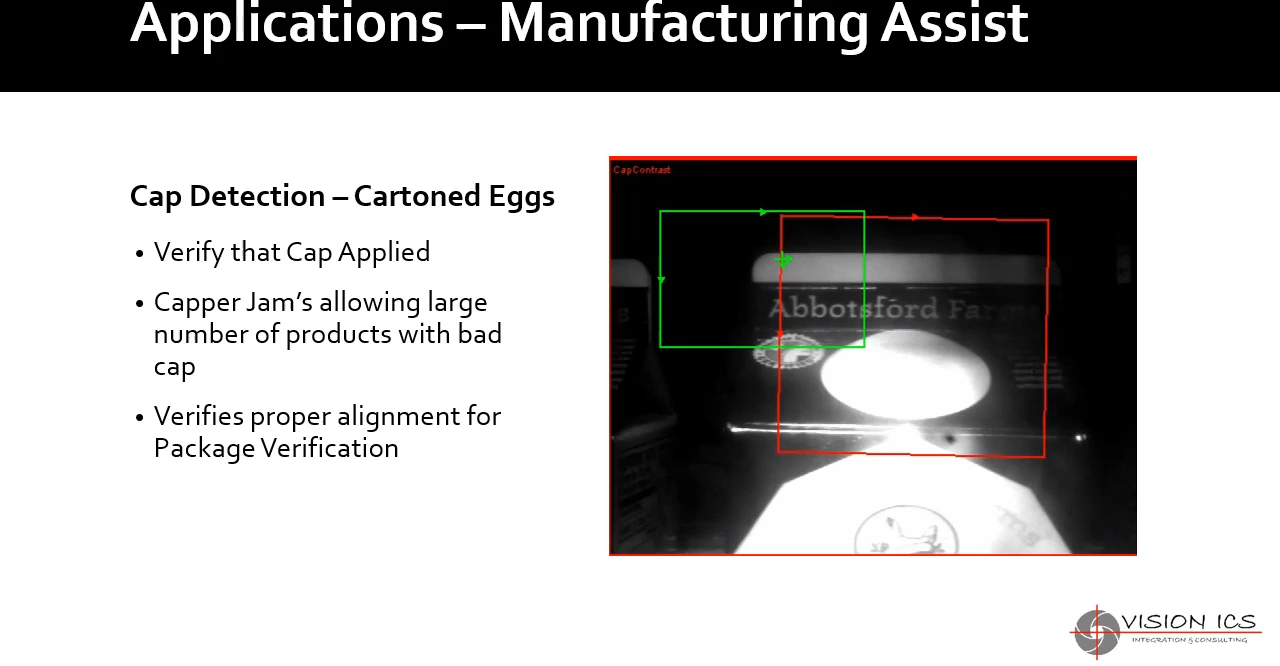 Applications – Manufacturing Assist
Cap Detection – Cartoned Eggs
• Verify that Cap Applied
• Capper Jam’s allowing large
number of products with bad
cap
• Verifies proper alignment for
Package Verification
CapContrast
Abbotsford Farms
VISION ICS
INTEGRATION & CONSULTING